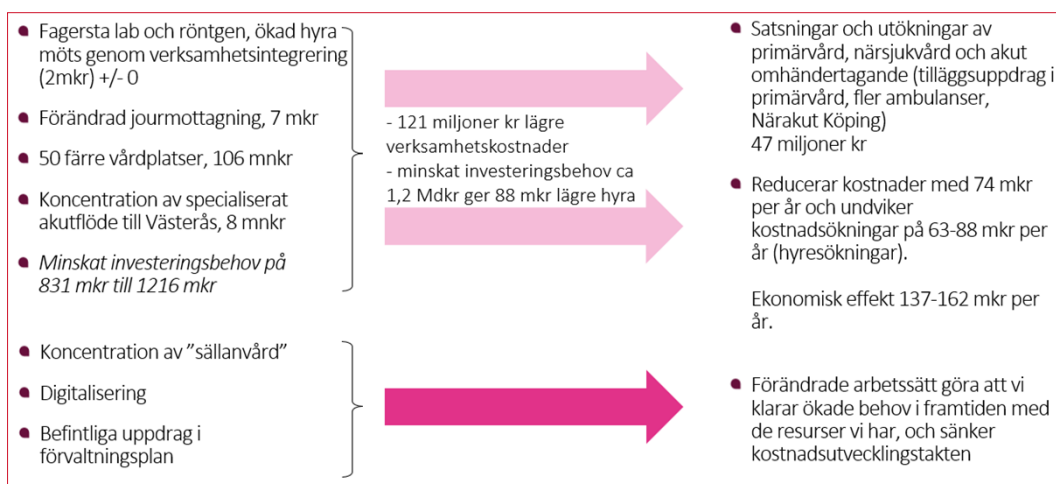 Fagersta lab och röntgen, ökad hyra
möts genom verksamhetsintegrering
(2mkr) +/- 0
Förändrad jourmottagning, 7 mkr
50 färre vårdplatser, 106 mnkr
Koncentration av specialiserat
akutflöde till Västerås, 8 mnkr
Minskat investeringsbehov på
831 mkr till 1216 mkr
Koncentration av ”sällanvård”
Digitalisering
Befintliga uppdrag i
förvaltningsplan
- 121 miljoner kr lägre
verksamhetskostnader
- minskat investeringsbehov ca
1,2 Mdkr ger 88 mkr lägre hyra
Satsningar och utökningar av
primärvård, närsjukvård och akut
omhändertagande (tilläggsuppdrag i
primärvård, fler ambulanser,
Närakut Köping)
47 miljoner kr
Reducerar kostnader med 74 mkr
per år och undviker
kostnadsökningar på 63-88 mkr per
år (hyresökningar).
Ekonomisk effekt 137-162 mkr per
år.
Förändrade arbetssätt göra att vi
klarar ökade behov i framtiden med
de resurser vi har, och sänker
kostnadsutvecklingstakten